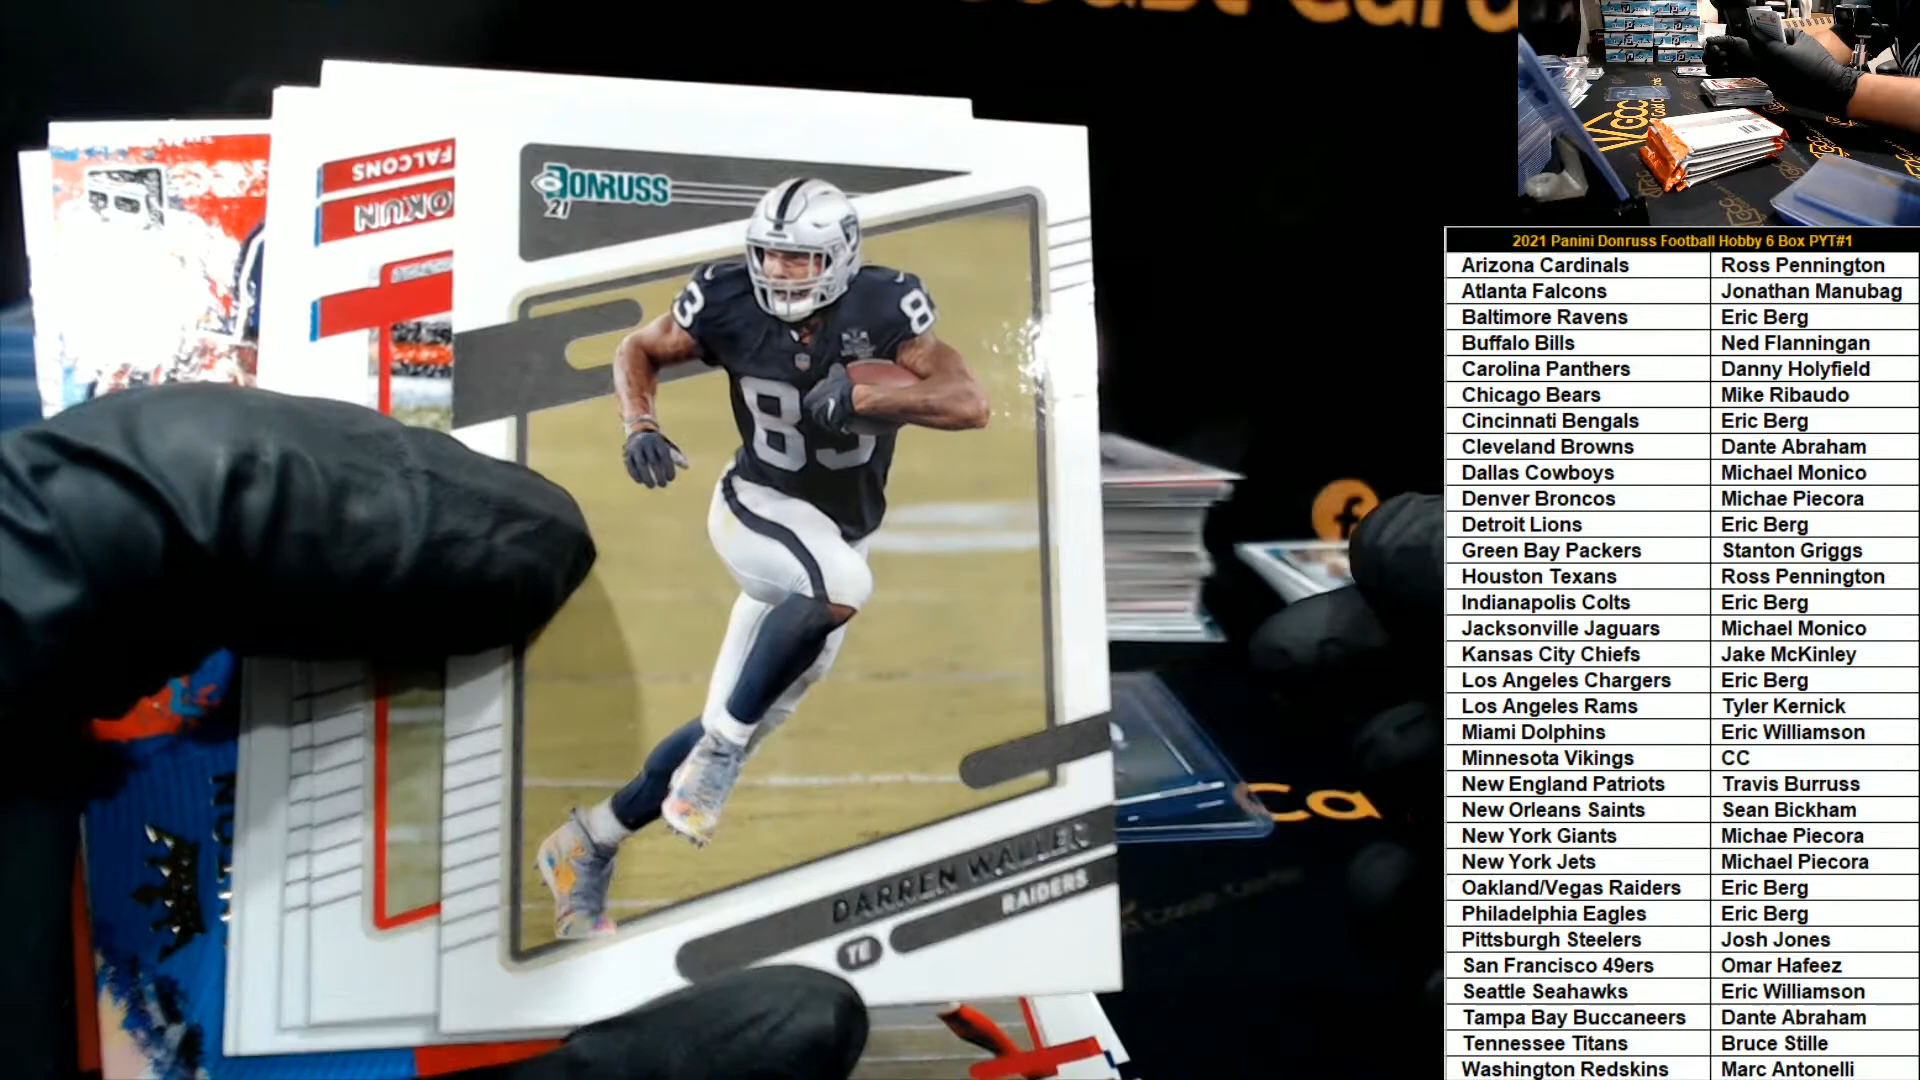 FALCONS
OKUN
DONRUSS
21
83
8
83
DARREN WALLER
RAIDERS
TE
f
Ca
GCC
2021 Panini Donruss Football Hobby 6 Box PYT#1
Arizona Cardinals Ross Pennington
Atlanta Falcons Jonathan Manubag
Baltimore Ravens Eric Berg
Buffalo Bills Ned Flanningan
Carolina Panthers Danny Holyfield
Chicago Bears Mike Ribaudo
Cincinnati Bengals Eric Berg
Cleveland Browns Dante Abraham
Dallas Cowboys Michael Monico
Denver Broncos Michae Piecora
Detroit Lions Eric Berg
Green Bay Packers Stanton Griggs
Houston Texans Ross Pennington
Indianapolis Colts Eric Berg
Jacksonville Jaguars Michael Monico
Kansas City Chiefs Jake McKinley
Los Angeles Chargers Eric Berg
Los Angeles Rams Tyler Kernick
Miami Dolphins Eric Williamson
Minnesota Vikings CC
New England Patriots Travis Burruss
New Orleans Saints Sean Bickham
New York Giants Michae Piecora
New York Jets Michael Piecora
Oakland/Vegas Raiders Eric Berg
Philadelphia Eagles Eric Berg
Pittsburgh Steelers Josh Jones
San Francisco 49ers Omar Hafeez
Seattle Seahawks Eric Williamson
Tampa Bay Buccaneers Dante Abraham
Tennessee Titans Bruce Stille
Washington Redskins Marc Antonelli